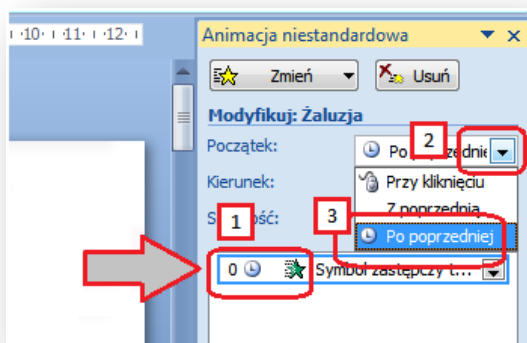 ·10· ı ·11· ı ·12· ı
Animacja niestandardowa
Zmień
Usuń
Modyfikuj: Żaluzja
Początek:
2
Kierunek:
Przy kliknięciu
1
3
Z poprzednią
Po poprzedniej
0
Symbol zastępczy t...